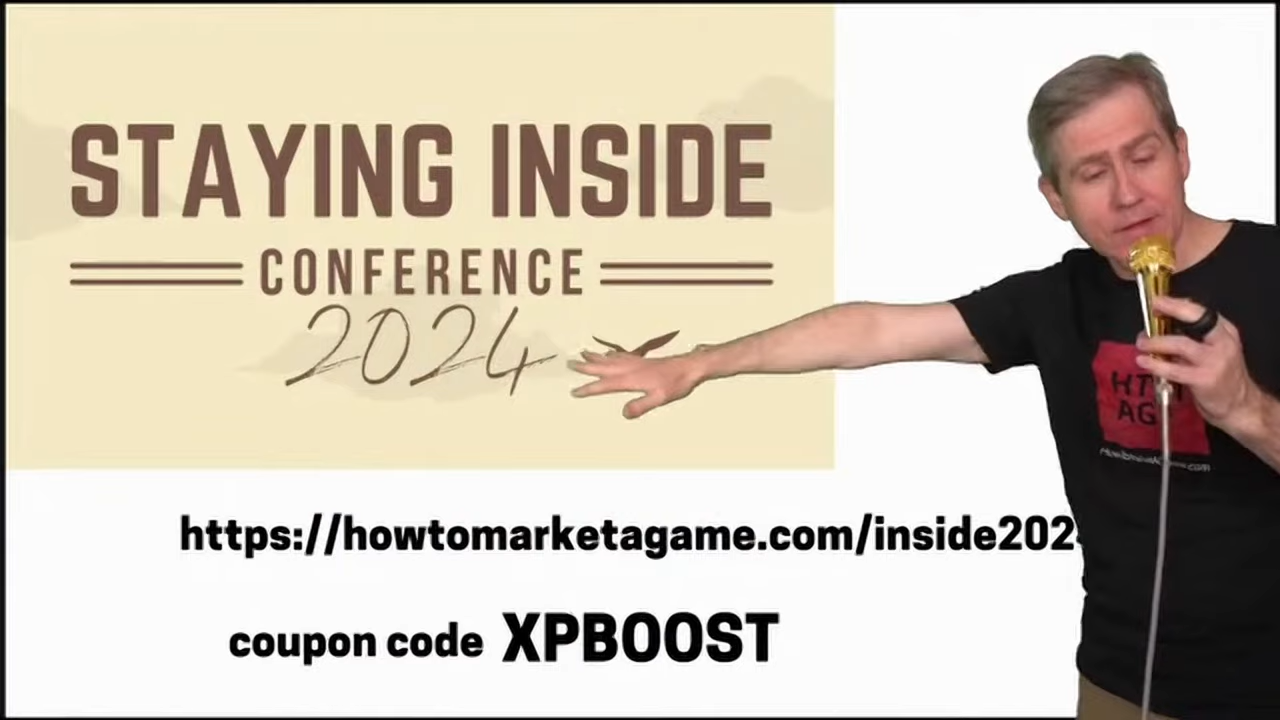 STAYING INSIDE
CONFERENCE
2024
https://howtomarketagame.com/inside202
coupon code XPBOOST